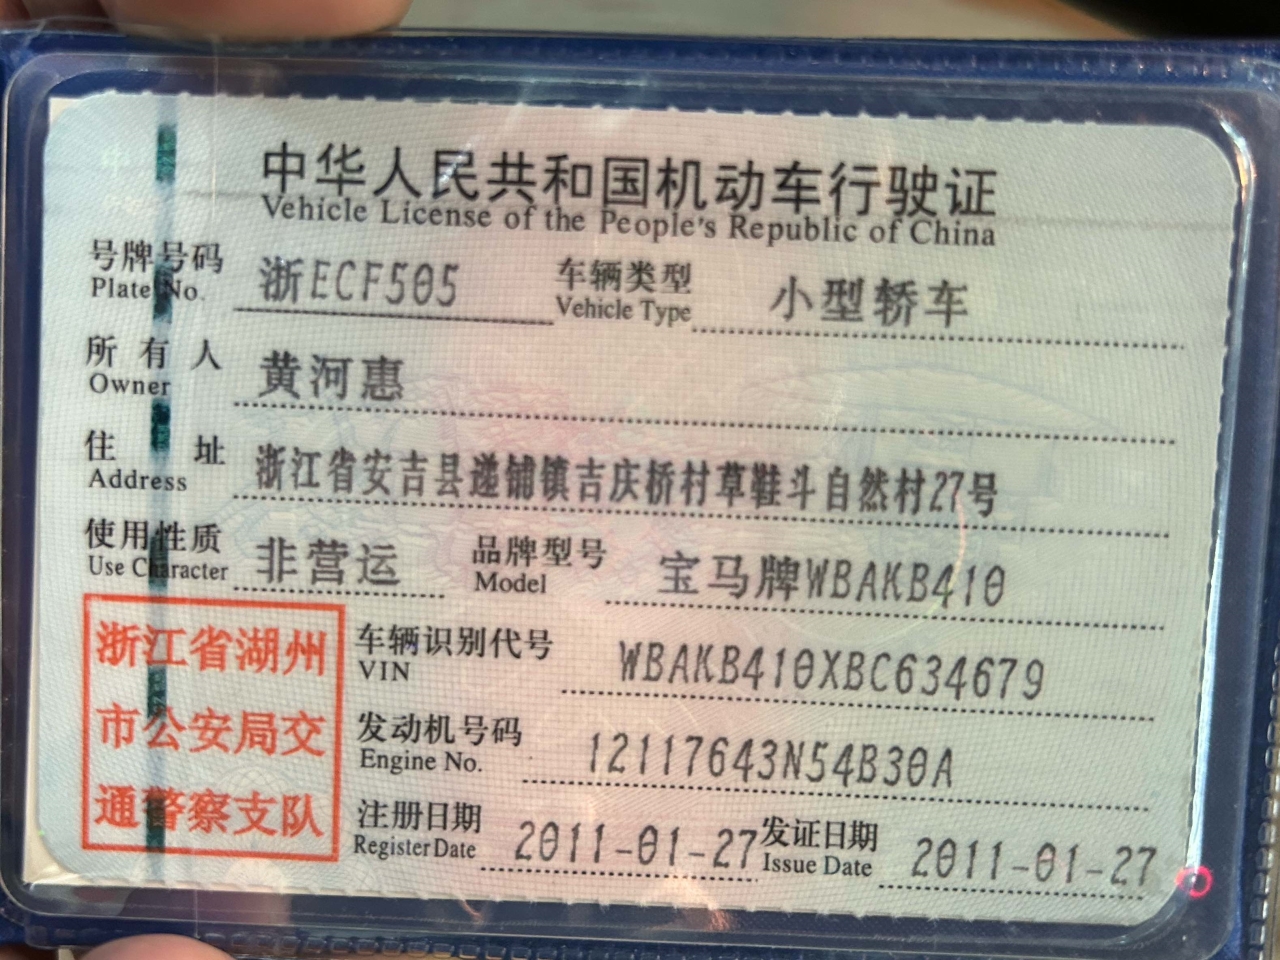 中华人民共和国机动车行驶证
Vehicle License of the People's Republic of China
号牌号码 浙ECF505 车辆类型 小型轿车
Plate No. Vehicle Type
所有人 黄河惠
Owner
住址 浙江省安吉县递铺镇吉庆桥村草鞋斗自然村27号
Address
使用性质 非营运 品牌型号 宝马牌WBAKB410
Use Character Model
浙江省湖州
市公安局交
通警察支队
车辆识别代号 WBAKB410XBC634679
VIN
发动机号码 12117643N54B30A
Engine No.
注册日期 2011-01-27 发证日期 2011-01-27
Register Date Issue Date